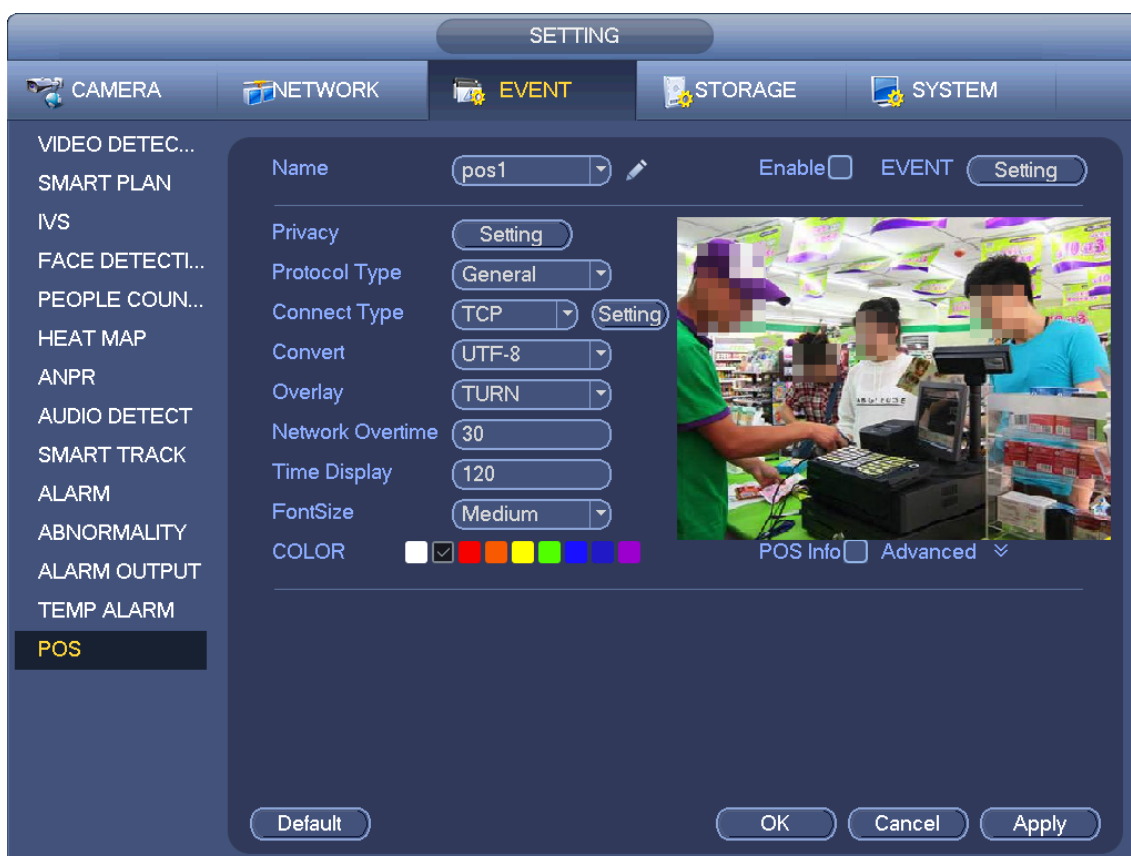 SETTING
CAMERA NETWORK EVENT STORAGE SYSTEM
VIDEO DETEC...
SMART PLAN
IVS
FACE DETECTI...
PEOPLE COUN...
HEAT MAP
ANPR
AUDIO DETECT
SMART TRACK
ALARM
ABNORMALITY
ALARM OUTPUT
TEMP ALARM
POS
Name pos1 Enable EVENT Setting
Privacy Setting
Protocol Type General
Connect Type TCP Setting
Convert UTF-8
Overlay TURN
Network Overtime 30
Time Display 120
FontSize Medium
COLOR POS Info Advanced
Default OK Cancel Apply